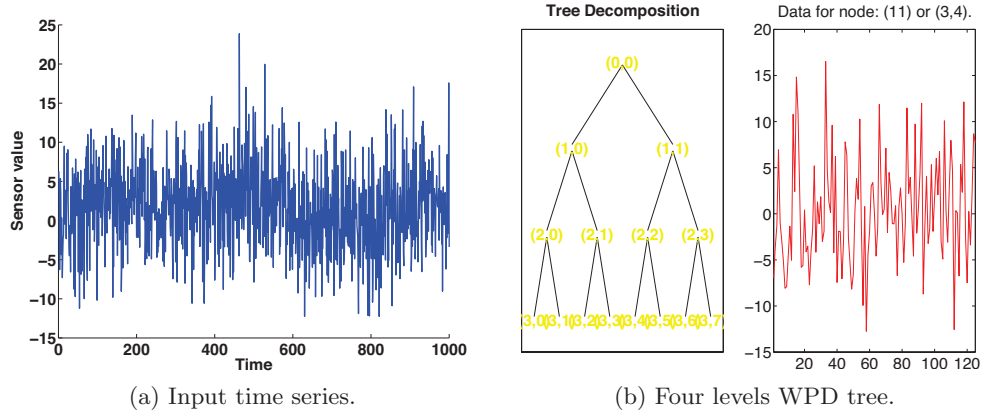 25
20
15
10
5
0
−5
−10
−15
Sensor value
0 200 400 600 800 1000
Time
(a) Input time series.
Tree Decomposition
(0,0)
(1,0) (1,1)
(2,0) (2,1) (2,2) (2,3)
(3,0) (3,1) (3,2) (3,3) (3,4) (3,5) (3,6) (3,7)
Data for node: (11) or (3,4).
20
15
10
5
0
−5
−10
−15
20 40 60 80 100 120
(b) Four levels WPD tree.